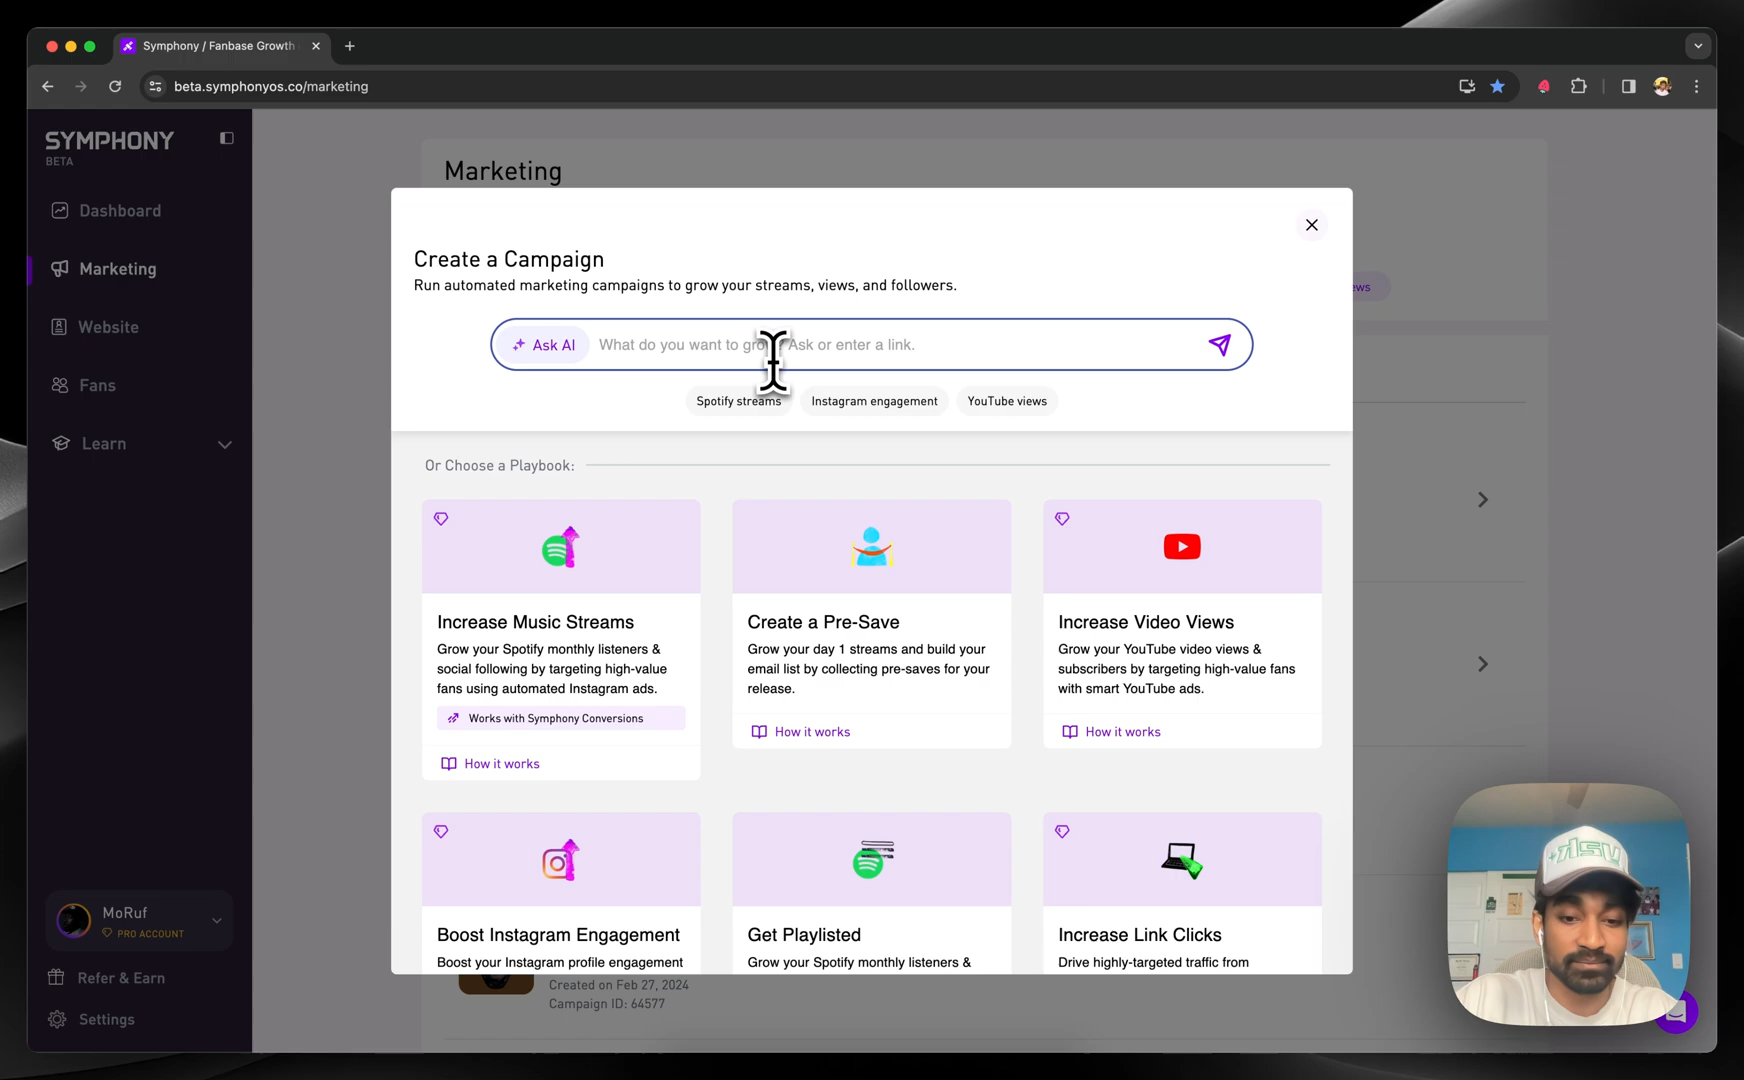 Symphony / Fanbase Growth
beta.symphonyos.co/marketing
SYMPHONY
BETA
Dashboard
Marketing
Website
Fans
Learn
MoRuf
PRO ACCOUNT
Refer & Earn
Settings
Marketing
Create a Campaign
Run automated marketing campaigns to grow your streams, views, and followers.
Ask AI
What do you want to grow? Ask or enter a link.
Spotify streams
Instagram engagement
YouTube views
Or Choose a Playbook:
Increase Music Streams
Grow your Spotify monthly listeners &
social following by targeting high-value
fans using automated Instagram ads.
Works with Symphony Conversions
How it works
Create a Pre-Save
Grow your day 1 streams and build your
email list by collecting pre-saves for your
release.
How it works
Increase Video Views
Grow your YouTube video views &
subscribers by targeting high-value fans
with smart YouTube ads.
How it works
Boost Instagram Engagement
Boost your Instagram profile engagement
Get Playlisted
Grow your Spotify monthly listeners &
Increase Link Clicks
Drive highly-targeted traffic from
Created on Feb 27, 2024
Campaign ID: 64577